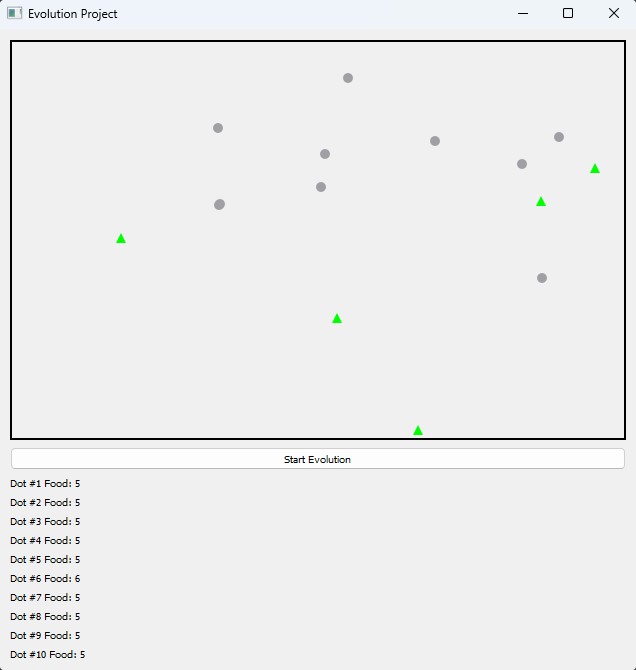 Evolution Project
Start Evolution
Dot #1 Food: 5
Dot #2 Food: 5
Dot #3 Food: 5
Dot #4 Food: 5
Dot #5 Food: 5
Dot #6 Food: 6
Dot #7 Food: 5
Dot #8 Food: 5
Dot #9 Food: 5
Dot #10 Food: 5